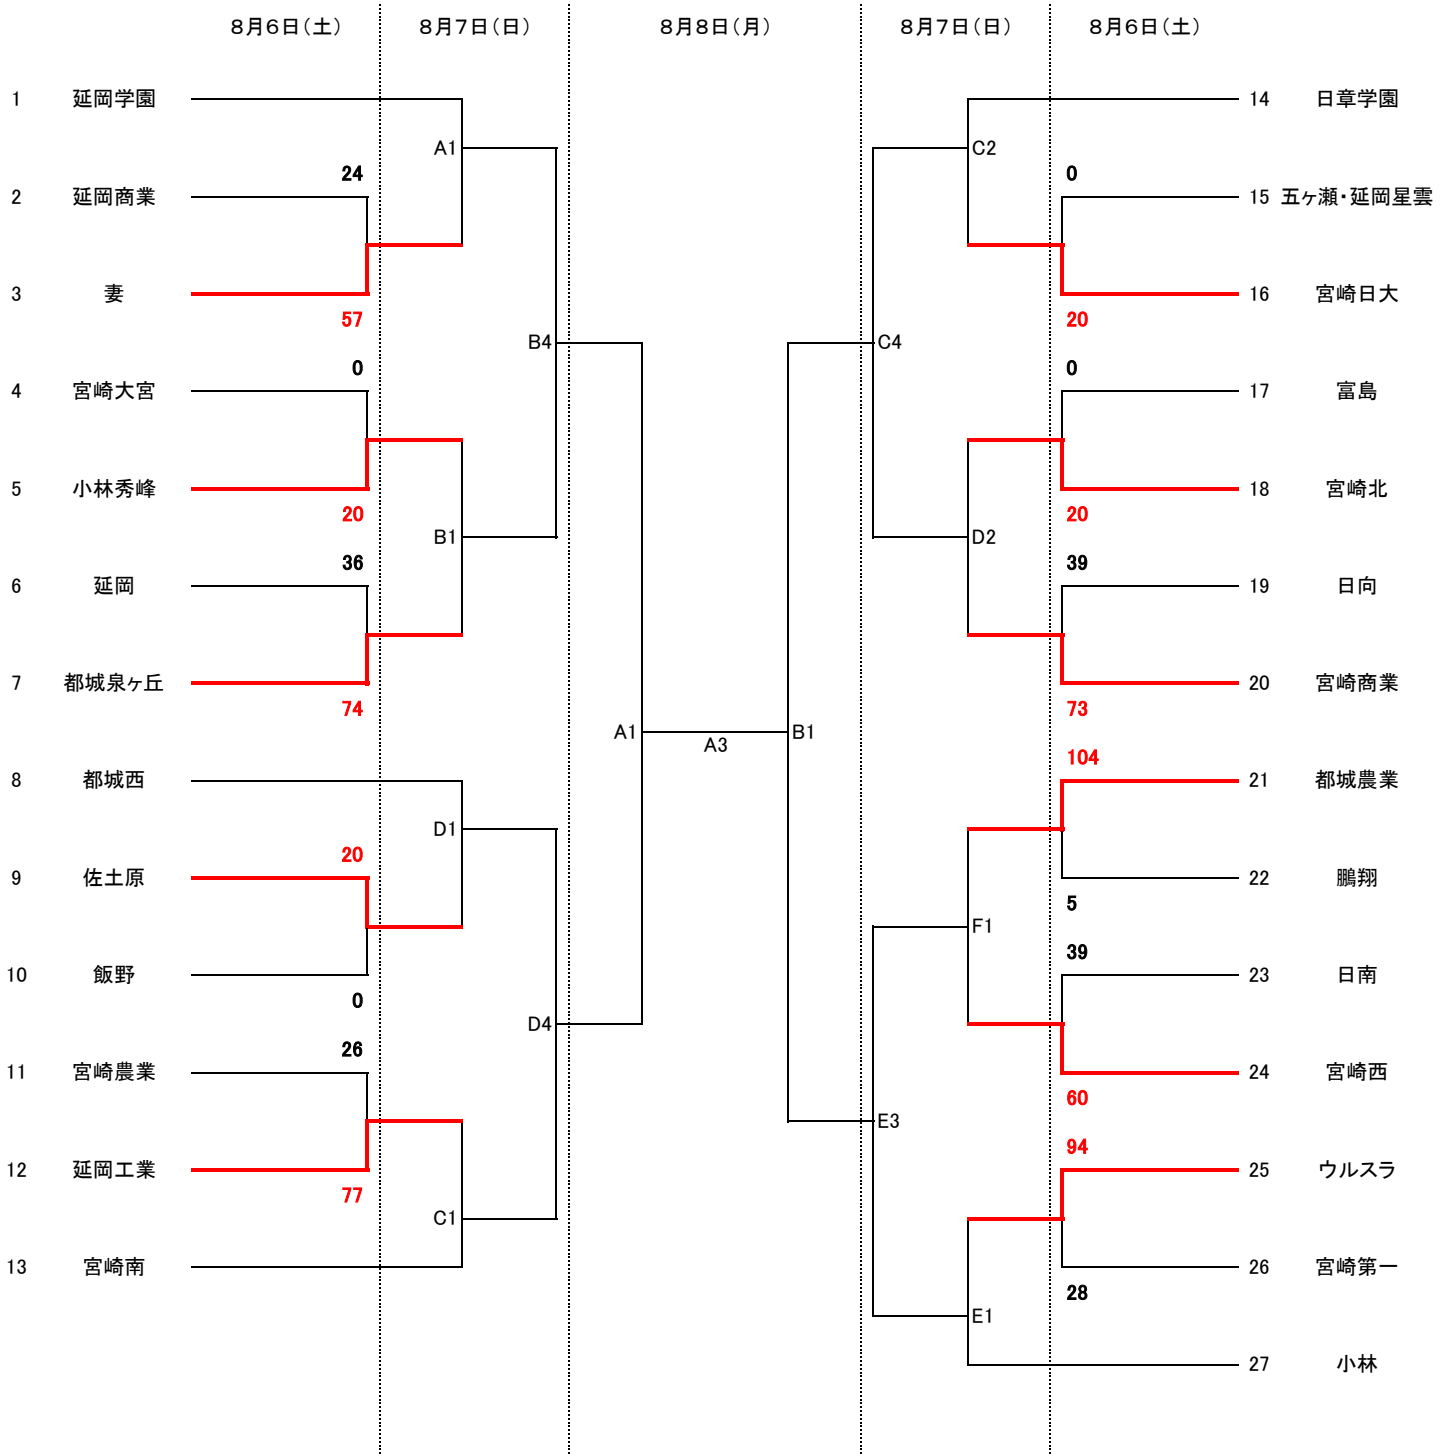 ８月６日（土） ８月７日（日） ８月８日（月） ８月７日（日） ８月６日（土）
1 延岡学園 14 日章学園
A1 C2
24 0
2 延岡商業 15 五ヶ瀬・延岡星雲
3 妻 16 宮崎日大
57 20
B4 C4
0 0
4 宮崎大宮 17 富島
5 小林秀峰 18 宮崎北
20 20
B1 D2
36 39
6 延岡 19 日向
7 都城泉ヶ丘 20 宮崎商業
74 73
A1 A3 B1
104
8 都城西 21 都城農業
D1
20
9 佐土原 22 鵬翔
5
F1
39
10 飯野 23 日南
0
D4
26
11 宮崎農業 24 宮崎西
60
E3
94
12 延岡工業 25 ウルスラ
77
C1
13 宮崎南 26 宮崎第一
28
E1
27 小林